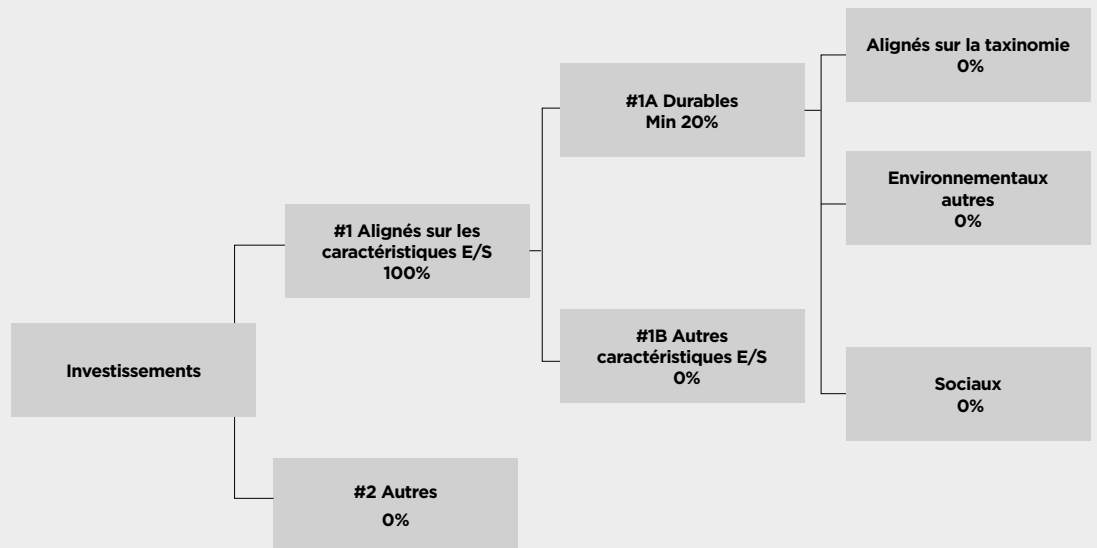 Investissements
#1 Alignés sur les
caractéristiques E/S
100%
#2 Autres
0%
#1A Durables
Min 20%
#1B Autres
caractéristiques E/S
0%
Alignés sur la taxinomie
0%
Environnementaux
autres
0%
Sociaux
0%